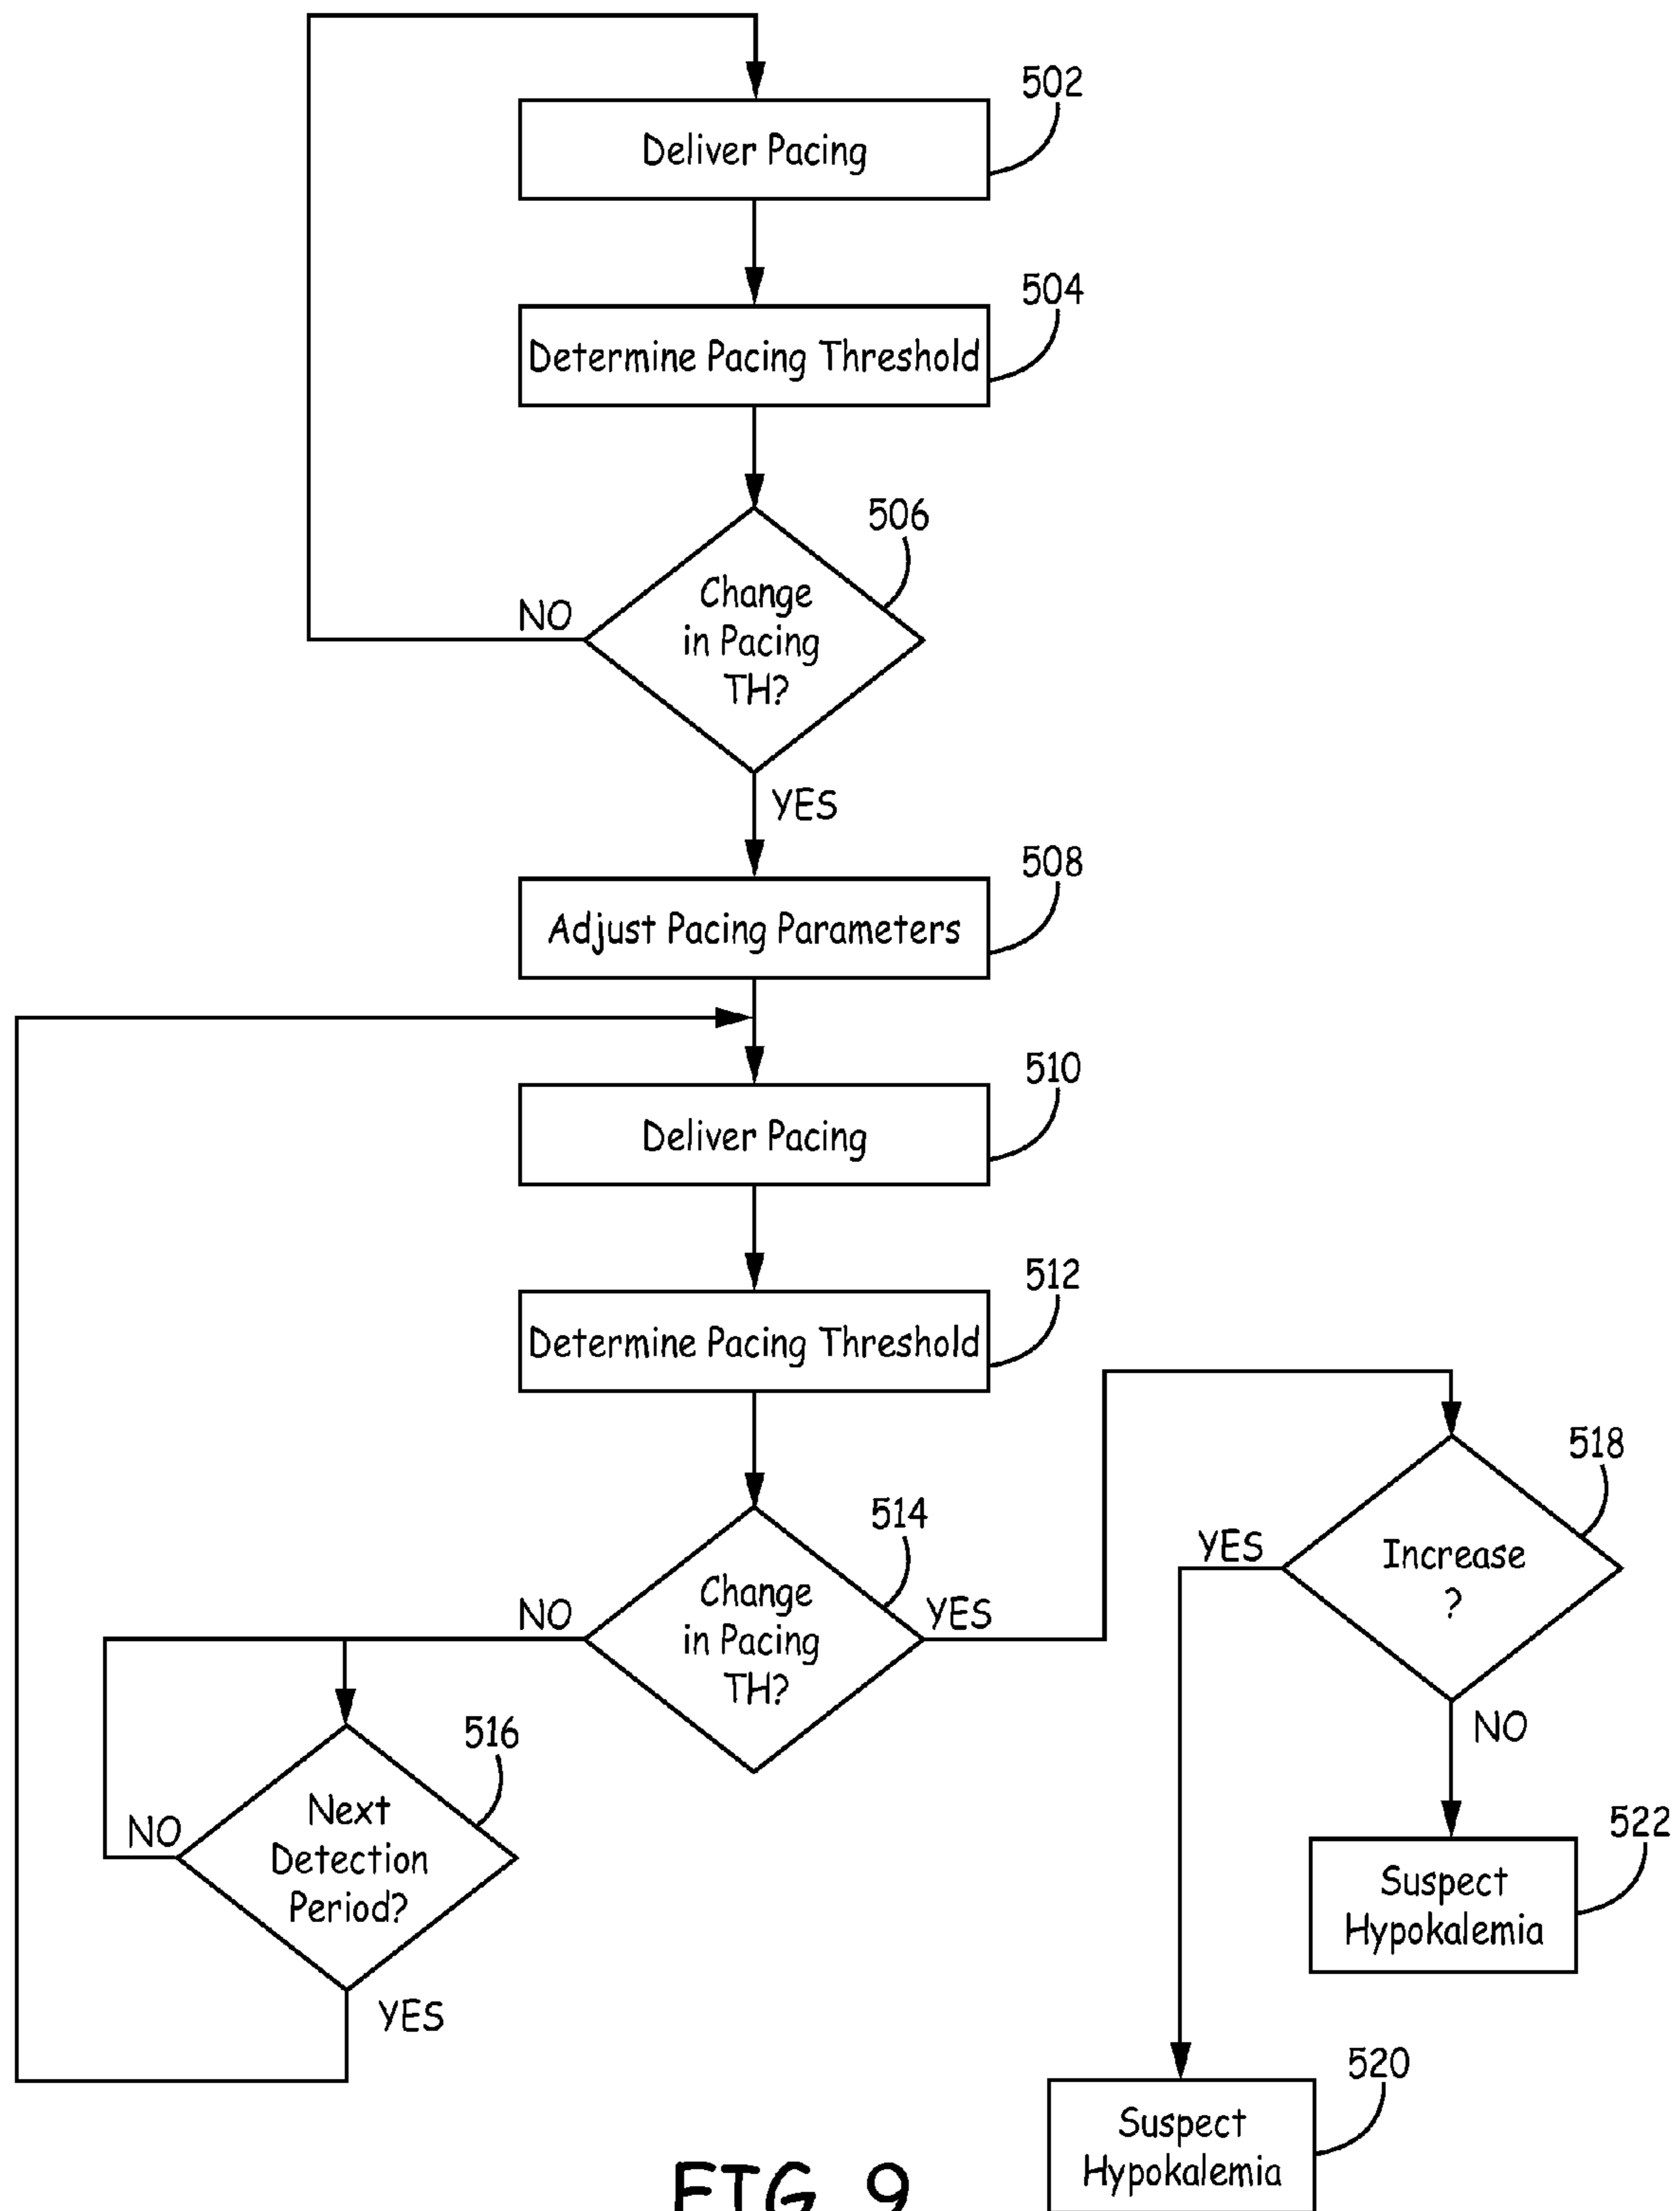 502
Deliver Pacing
504
Determine Pacing Threshold
506
Change
in Pacing
TH?
NO
YES
508
Adjust Pacing Parameters
510
Deliver Pacing
512
Determine Pacing Threshold
514
Change
in Pacing
TH?
NO
YES
516
Next
Detection
Period?
NO
YES
518
Increase
?
YES
NO
522
Suspect
Hypokalemia
520
Suspect
Hypokalemia
FIG. 9